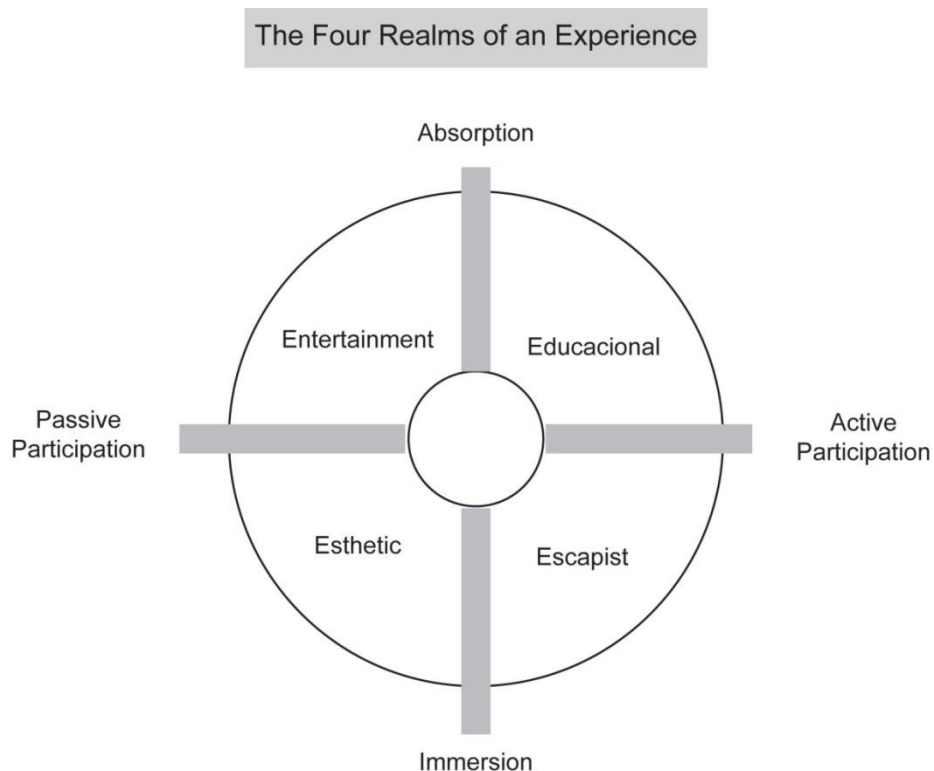 The Four Realms of an Experience
Absorption
Entertainment
Educacional
Passive
Participation
Active
Participation
Esthetic
Escapist
Immersion